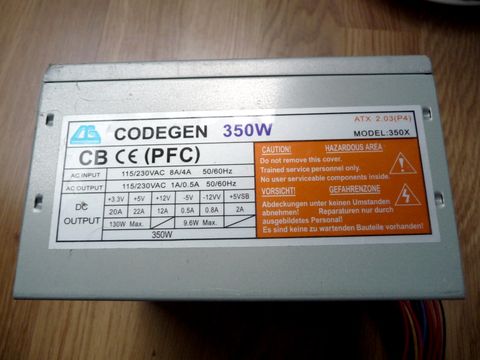 CG CODEGEN 350W
ATX 2.03(P4)
MODEL:350X
CB CE (PFC)
AC INPUT 115/230VAC 8A/4A 50/60Hz
AC OUTPUT 115/230VAC 1A/0.5A 50/60Hz
DC OUTPUT
+3.3V +5V +12V -5V -12VV +5VSB
20A 22A 12A 0.5A 0.8A 2A
130W Max. 9.6W Max.
350W
CAUTION! HAZARDOUS AREA
Do not remove this cover.
Trained service personnel only.
No user serviceable components inside.
VORSICHT! GEFAHRENZONE
Abdeckungen unter keinen Umständen
abnehmen! Reparaturen nur durch
ausgebildetes Personal!
Es sind keine zu wartenden Bauteile vorhanden!